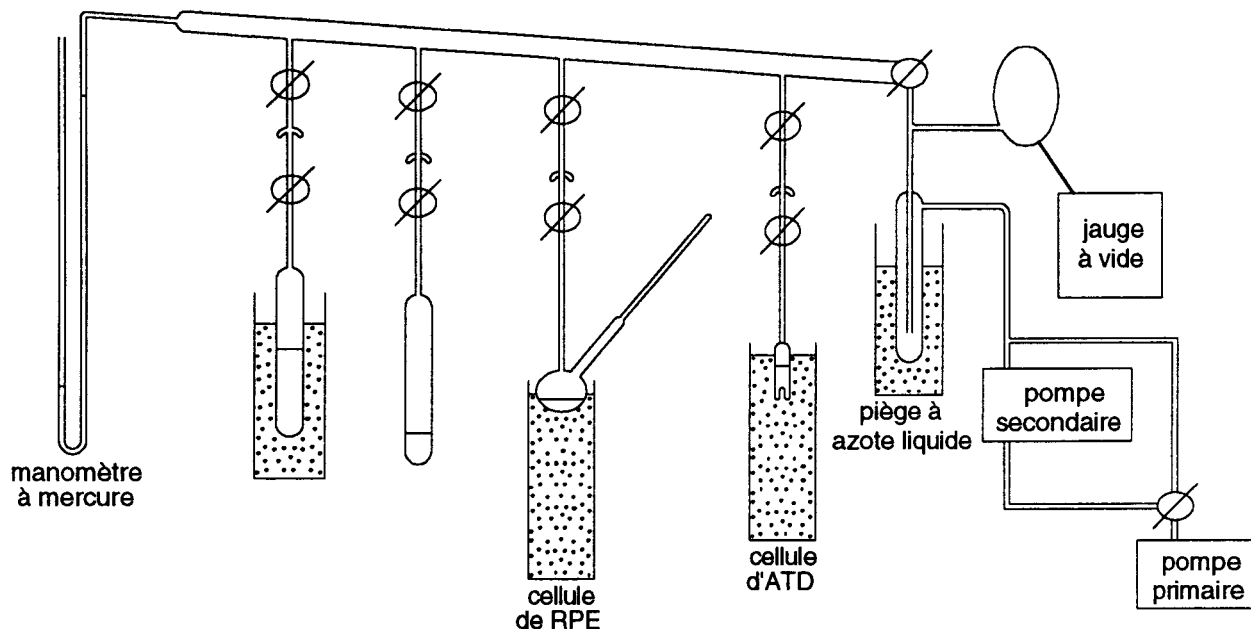 jauge
à vide
pompe
secondaire
piège à
azote liquide
manomètre
à mercure
cellule
d'ATD
pompe
primaire
cellule
de RPE